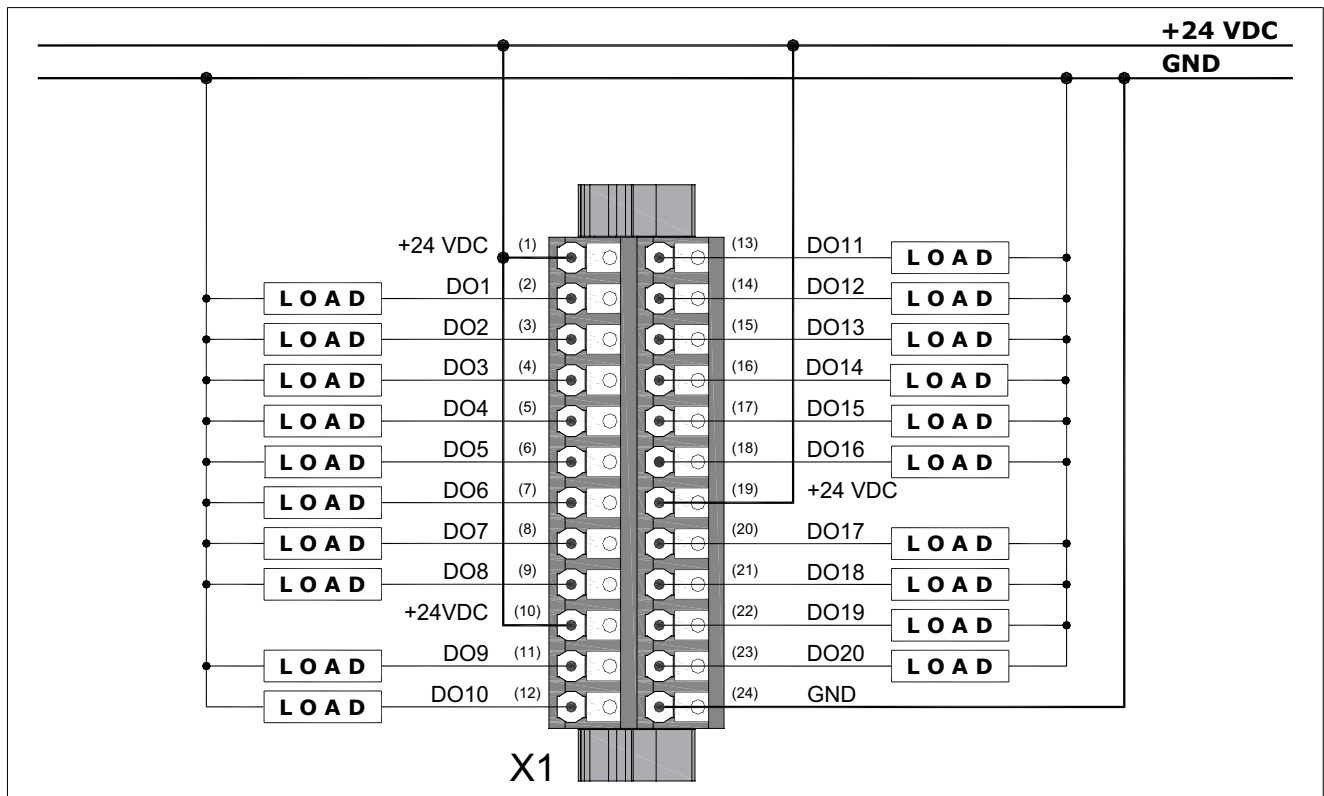 +24 VDC
GND
+24 VDC (1) (13) DO11 LOAD
LOAD DO1 (2) (14) DO12 LOAD
LOAD DO2 (3) (15) DO13 LOAD
LOAD DO3 (4) (16) DO14 LOAD
LOAD DO4 (5) (17) DO15 LOAD
LOAD DO5 (6) (18) DO16 LOAD
LOAD DO6 (7) (19) +24 VDC
LOAD DO7 (8) (20) DO17 LOAD
LOAD DO8 (9) (21) DO18 LOAD
+24VDC (10) (22) DO19 LOAD
LOAD DO9 (11) (23) DO20 LOAD
LOAD DO10 (12) (24) GND
X1